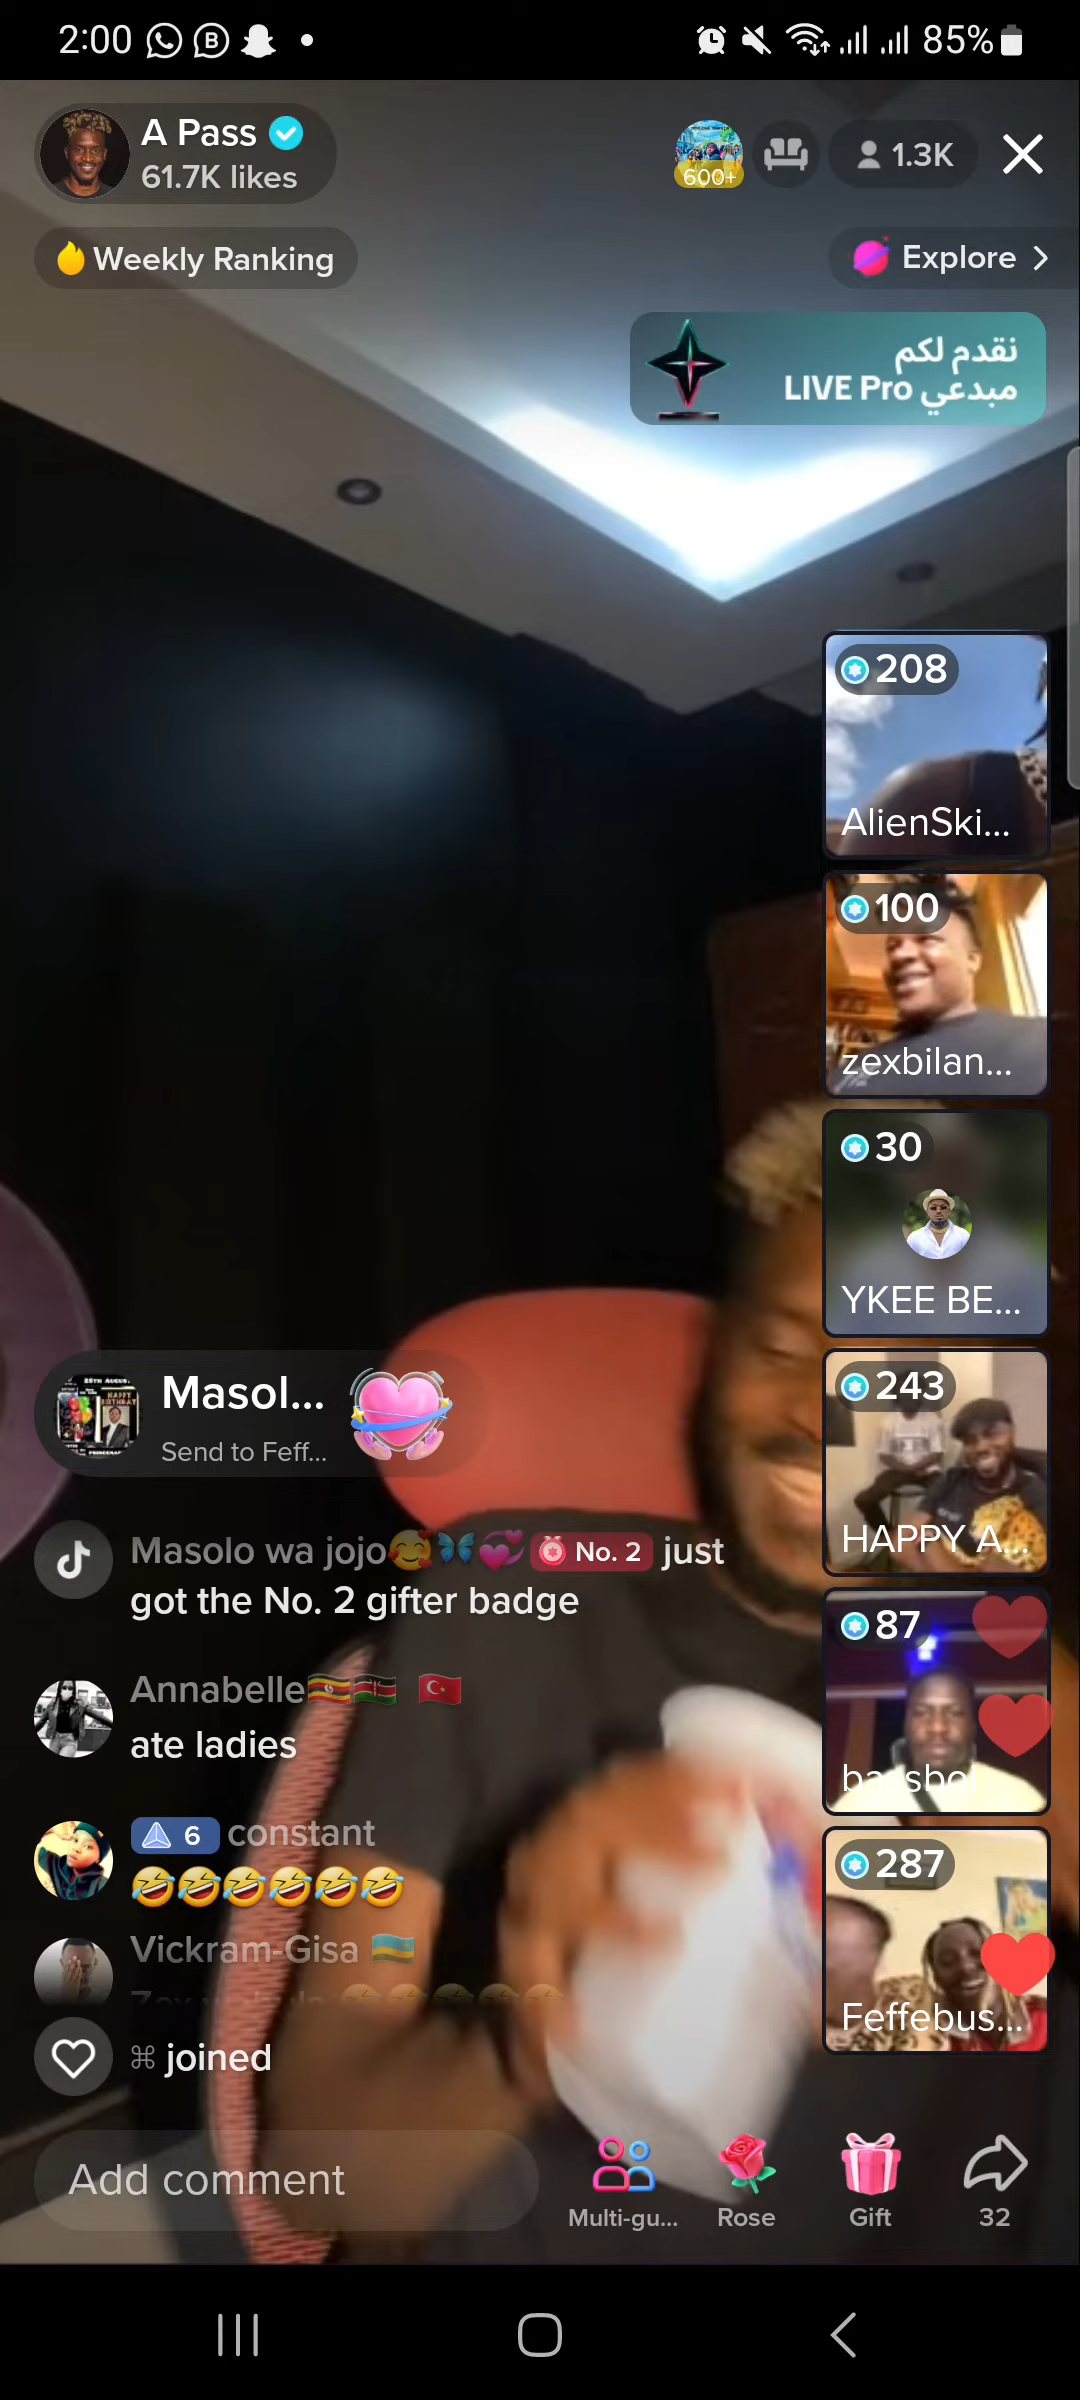 2:00
85%
A Pass
61.7K likes
600+
1.3K
Weekly Ranking
Explore
نقدم لكم
مبدعي LIVE Pro
208
AlienSki...
100
zexbilan...
30
YKEE BE...
243
HAPPY A...
87
287
Feffebus...
Masol...
Send to Feff...
Masolo wa jojo🥰🦋💞 No. 2 just
got the No. 2 gifter badge
Annabelle🇺🇬🇰🇪 🇹🇷
ate ladies
6 constant
🤣🤣🤣🤣🤣🤣
Vickram-Gisa 🇷🇼
⌘ joined
Add comment
Multi-gu...
Rose
Gift
32